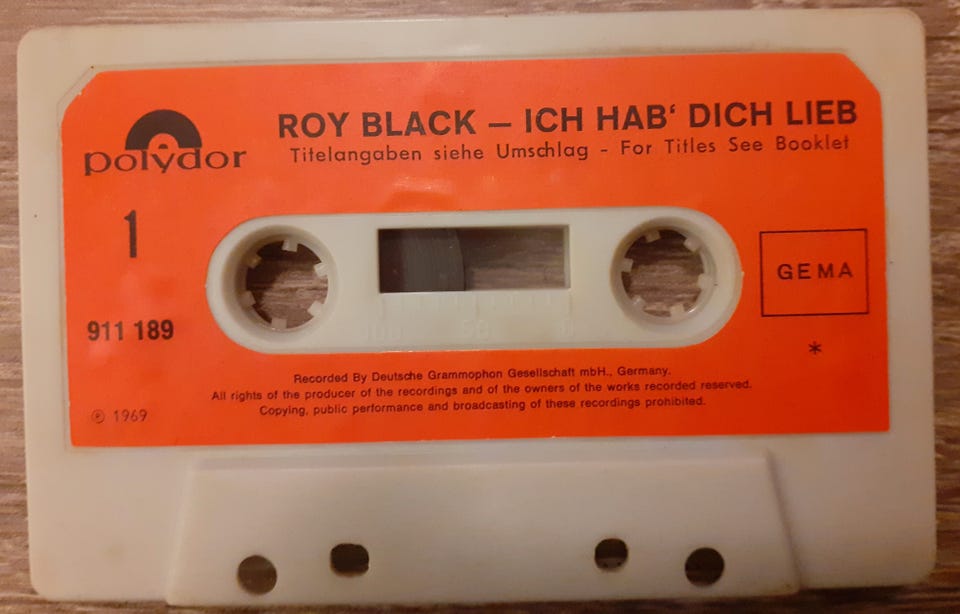 ROY BLACK – ICH HAB' DICH LIEB
polydor
Titelangaben siehe Umschlag - For Titles See Booklet
1
GEMA
911 189
*
50
Recorded By Deutsche Grammophon Gesellschaft mbH., Germany.
All rights of the producer of the recordings and of the owners of the works recorded reserved.
Copying, public performance and broadcasting of these recordings prohibited.
℗ 1969